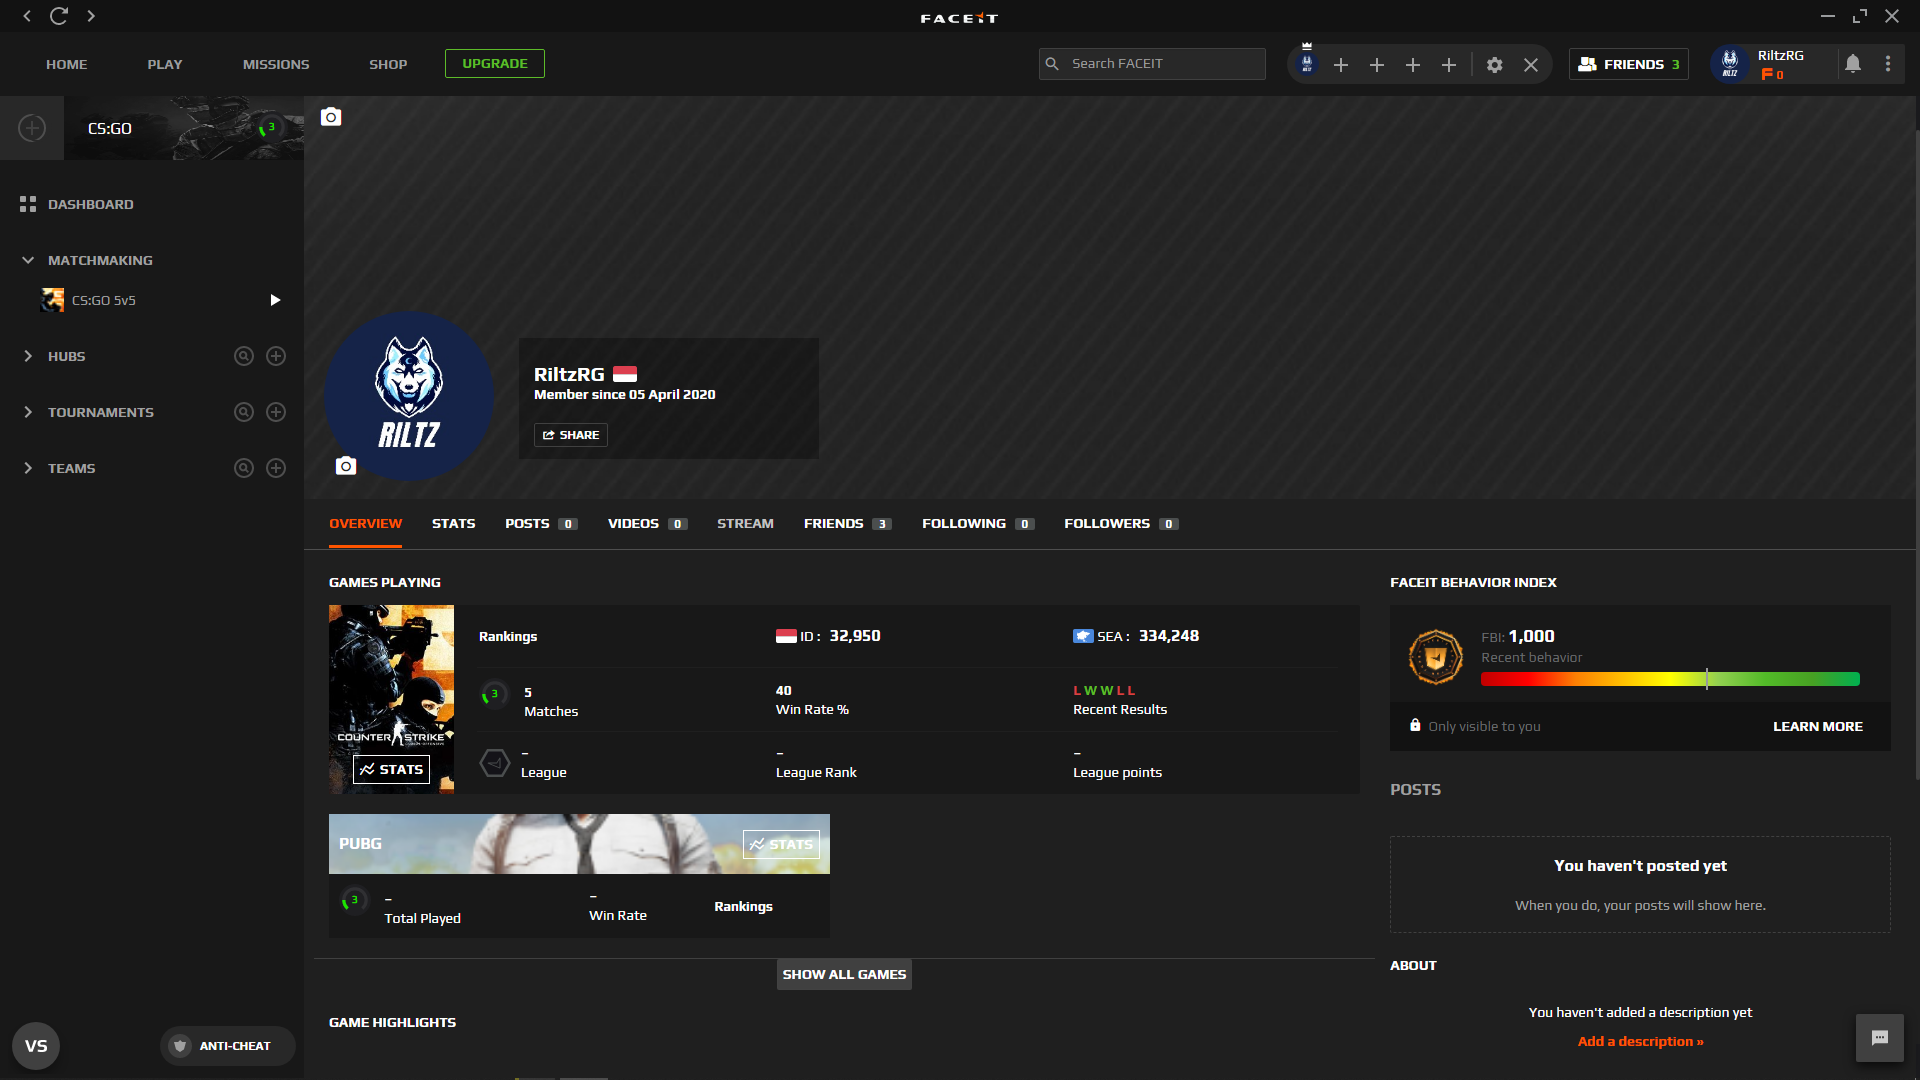 FACEIT
HOME
PLAY
MISSIONS
SHOP
UPGRADE
Search FACEIT
FRIENDS 3
RiltzRG
0
CS:GO
3
DASHBOARD
MATCHMAKING
CS:GO 5v5
HUBS
TOURNAMENTS
TEAMS
RILTZ
RiltzRG
Member since 05 April 2020
SHARE
OVERVIEW
STATS
POSTS 0
VIDEOS 0
STREAM
FRIENDS 3
FOLLOWING 0
FOLLOWERS 0
GAMES PLAYING
COUNTER STRIKE
STATS
Rankings
ID : 32,950
SEA : 334,248
3
5
Matches
40
Win Rate %
L W W L L
Recent Results
–
League
–
League Rank
–
League points
PUBG
STATS
3
–
Total Played
–
Win Rate
Rankings
SHOW ALL GAMES
GAME HIGHLIGHTS
FACEIT BEHAVIOR INDEX
FBI: 1,000
Recent behavior
Only visible to you
LEARN MORE
POSTS
You haven't posted yet
When you do, your posts will show here.
ABOUT
You haven't added a description yet
Add a description »
VS
ANTI-CHEAT